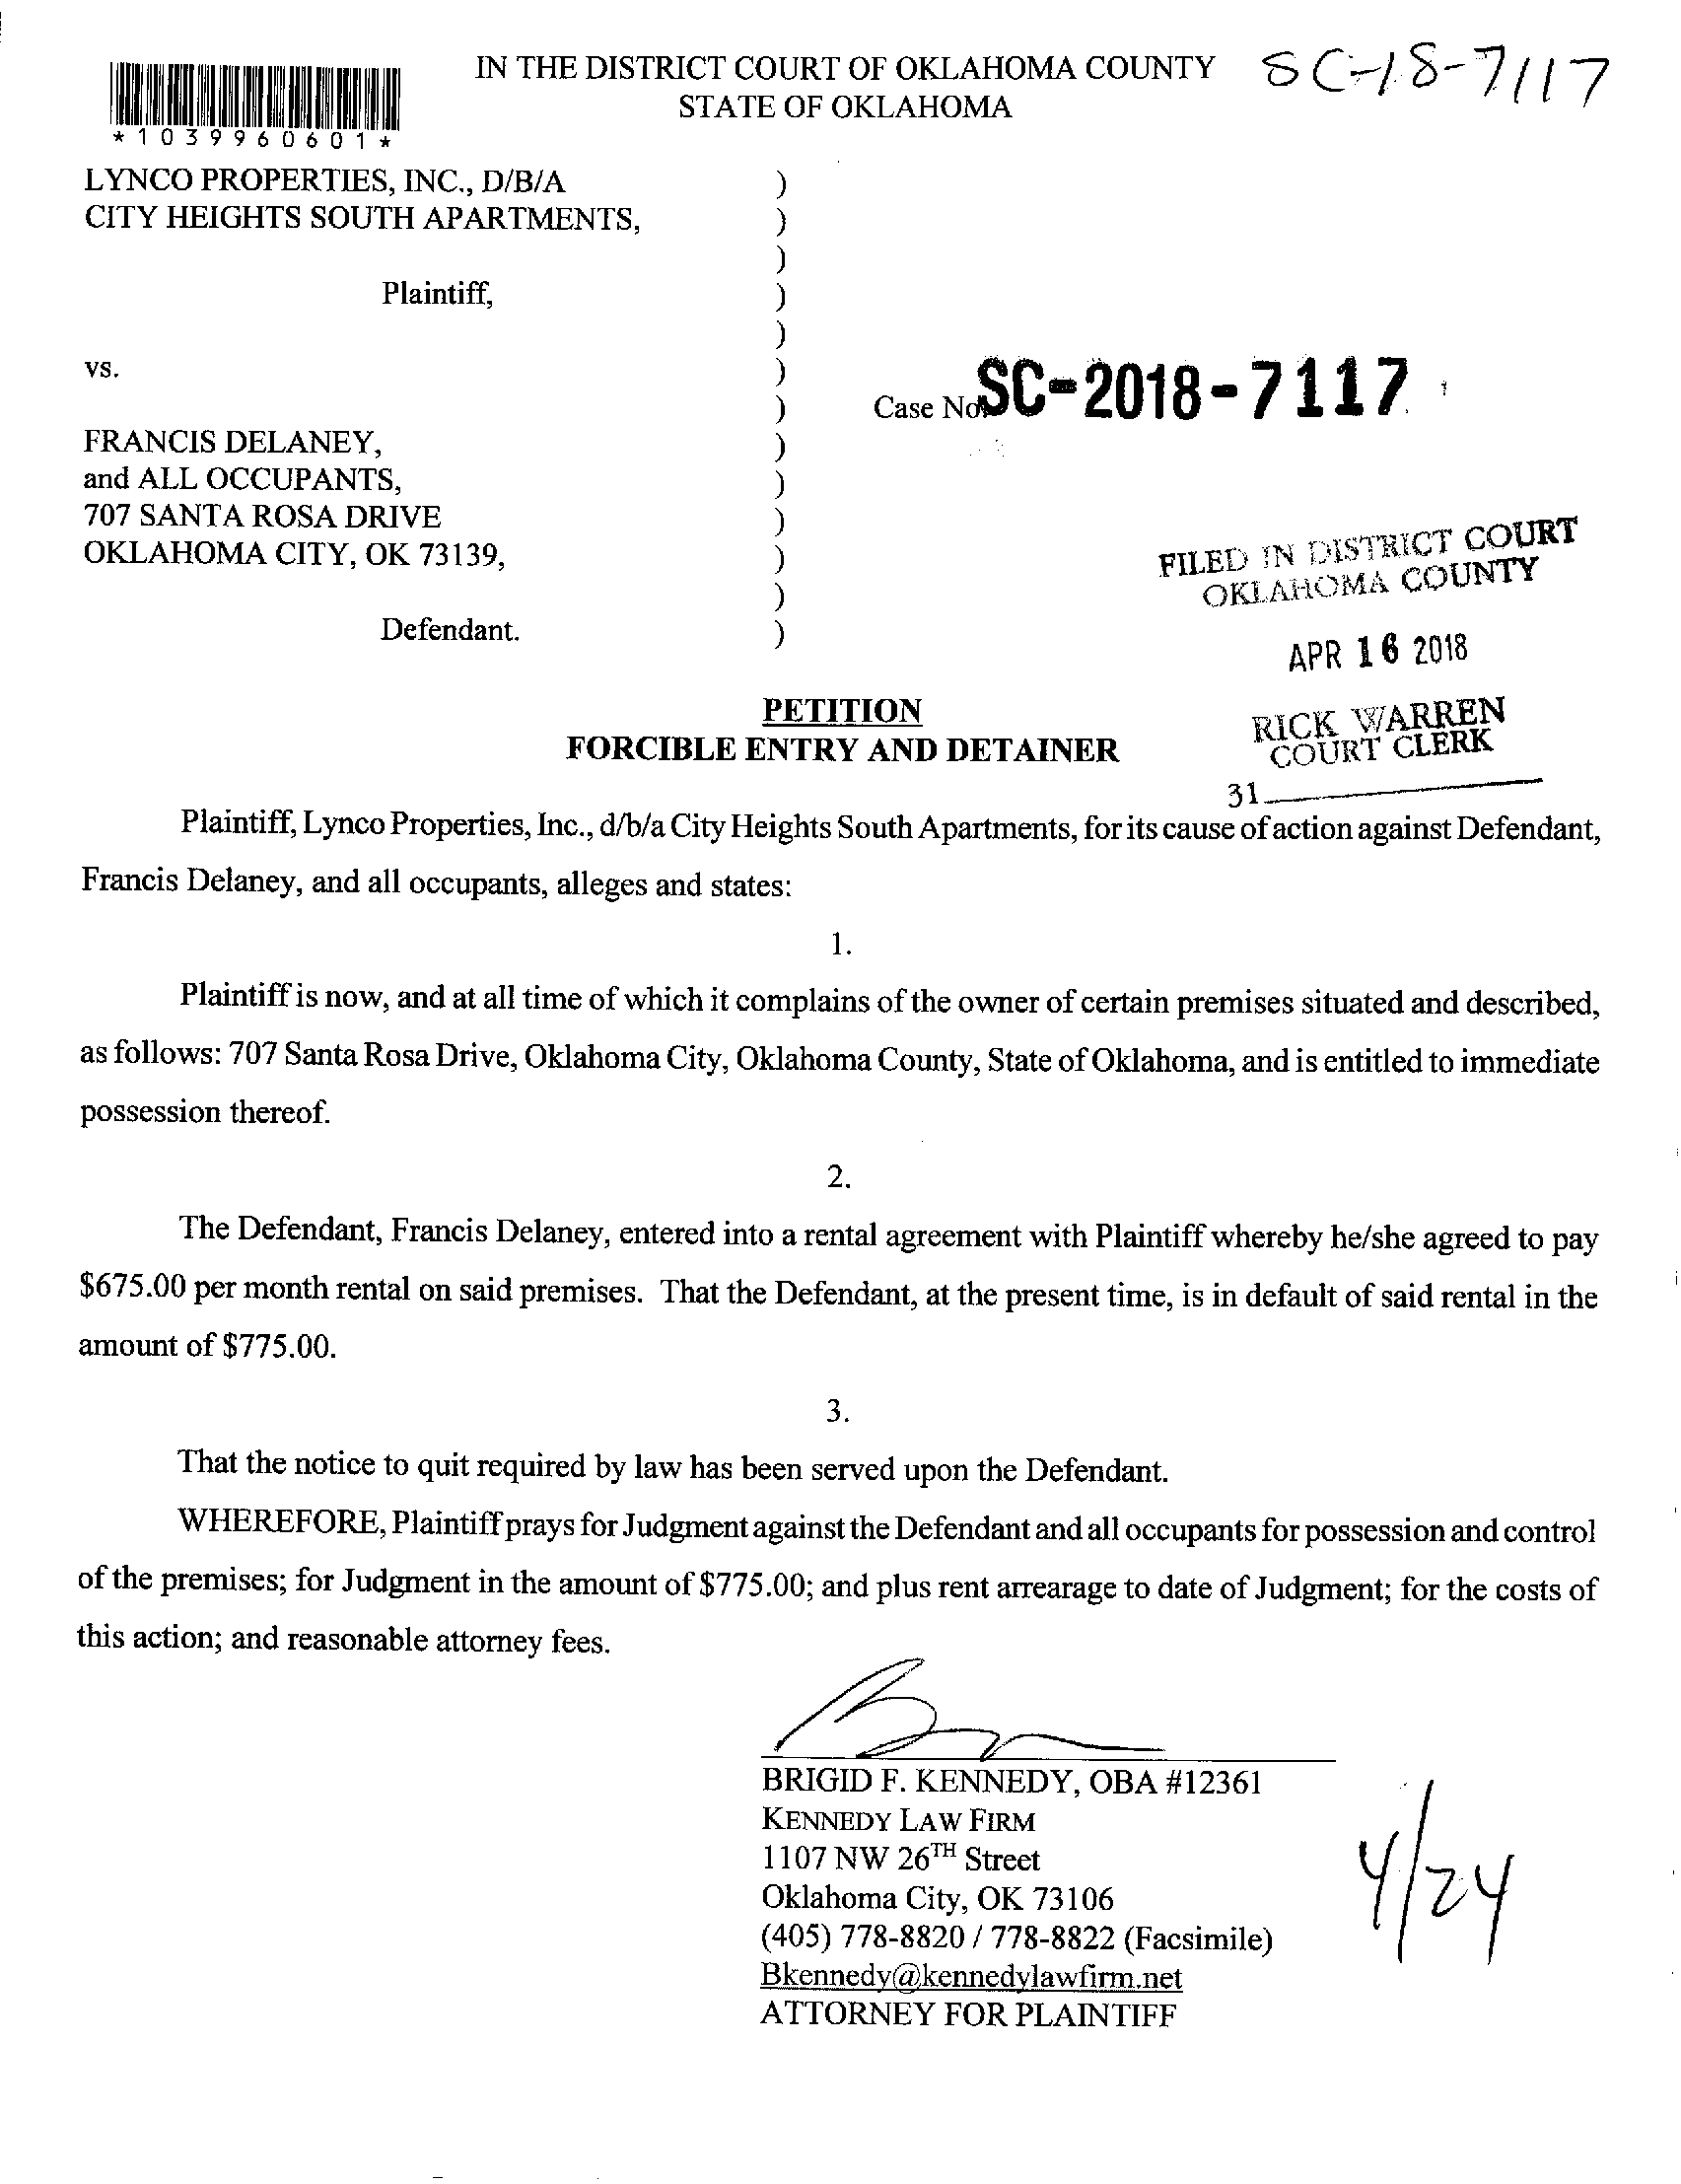 IN THE DISTRICT COURT OF OKLAHOMA COUNTY
SC-18-7117
STATE OF OKLAHOMA
*1039960601*
LYNCO PROPERTIES, INC., D/B/A )
CITY HEIGHTS SOUTH APARTMENTS, )
)
Plaintiff, )
)
vs. )
Case No SC-2018-7117 )
FRANCIS DELANEY, )
and ALL OCCUPANTS, )
707 SANTA ROSA DRIVE )
OKLAHOMA CITY, OK 73139, )
)
Defendant. )
FILED IN DISTRICT COURT
OKLAHOMA COUNTY
APR 16 2018
RICK WARREN
COURT CLERK
31
PETITION
FORCIBLE ENTRY AND DETAINER
Plaintiff, Lynco Properties, Inc., d/b/a City Heights South Apartments, for its cause of action against Defendant,
Francis Delaney, and all occupants, alleges and states:
1.
Plaintiff is now, and at all time of which it complains of the owner of certain premises situated and described,
as follows: 707 Santa Rosa Drive, Oklahoma City, Oklahoma County, State of Oklahoma, and is entitled to immediate
possession thereof.
2.
The Defendant, Francis Delaney, entered into a rental agreement with Plaintiff whereby he/she agreed to pay
$675.00 per month rental on said premises. That the Defendant, at the present time, is in default of said rental in the
amount of $775.00.
3.
That the notice to quit required by law has been served upon the Defendant.
WHEREFORE, Plaintiff prays for Judgment against the Defendant and all occupants for possession and control
of the premises; for Judgment in the amount of $775.00; and plus rent arrearage to date of Judgment; for the costs of
this action; and reasonable attorney fees.
BRIGID F. KENNEDY, OBA #12361
KENNEDY LAW FIRM
1107 NW 26TH Street
Oklahoma City, OK 73106
(405) 778-8820 / 778-8822 (Facsimile)
Bkennedy@kennedylawfirm.net
ATTORNEY FOR PLAINTIFF
4/24